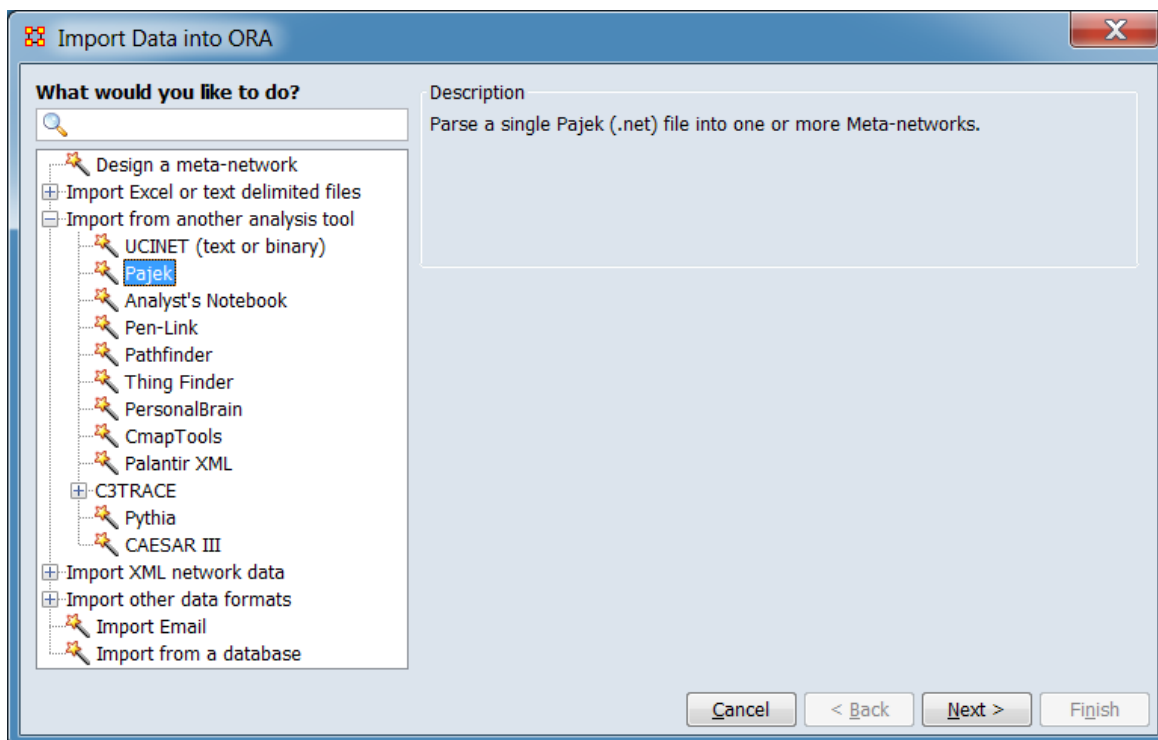 Import Data into ORA
X
What would you like to do?
Design a meta-network
Import Excel or text delimited files
Import from another analysis tool
UCINET (text or binary)
Pajek
Analyst's Notebook
Pen-Link
Pathfinder
Thing Finder
PersonalBrain
CmapTools
Palantir XML
C3TRACE
Pythia
CAESAR III
Import XML network data
Import other data formats
Import Email
Import from a database
Description
Parse a single Pajek (.net) file into one or more Meta-networks.
Cancel < Back Next > Finish